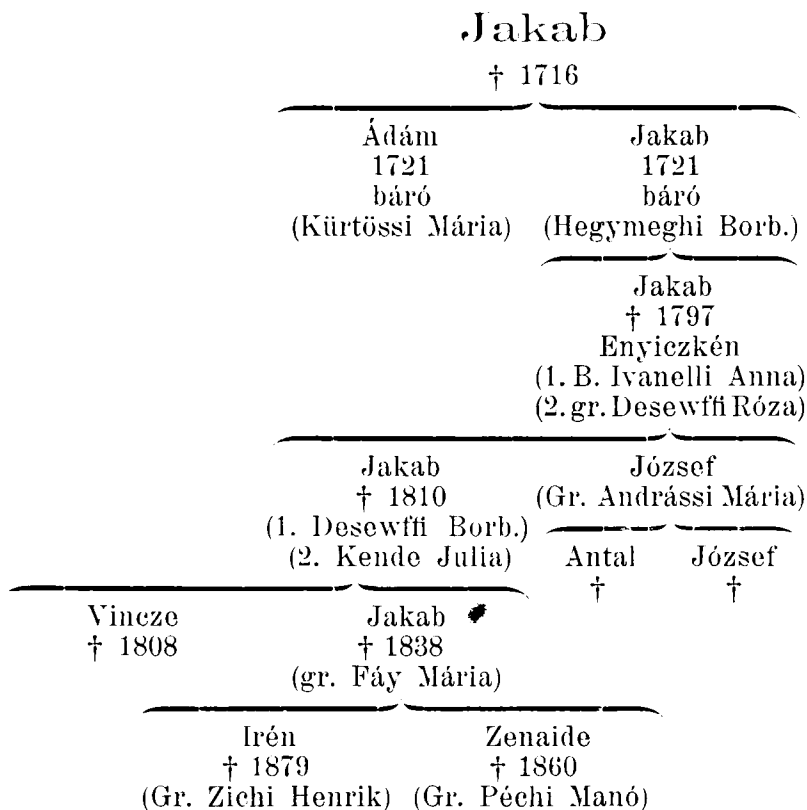 Jakab
† 1716
Ádám Jakab
1721 1721
báró báró
(Kürtössi Mária) (Hegymeghi Borb.)
Jakab
† 1797
Enyiczkén
(1. B. Ivanelli Anna)
(2. gr. Desewffi Róza)
Jakab József
† 1810 (Gr. Andrássi Mária)
(1. Desewffi Borb.)
(2. Kende Julia) Antal József
† †
Vincze Jakab
† 1808 † 1838
(gr. Fáy Mária)
Irén Zenaide
† 1879 † 1860
(Gr. Zichi Henrik) (Gr. Péchi Manó)